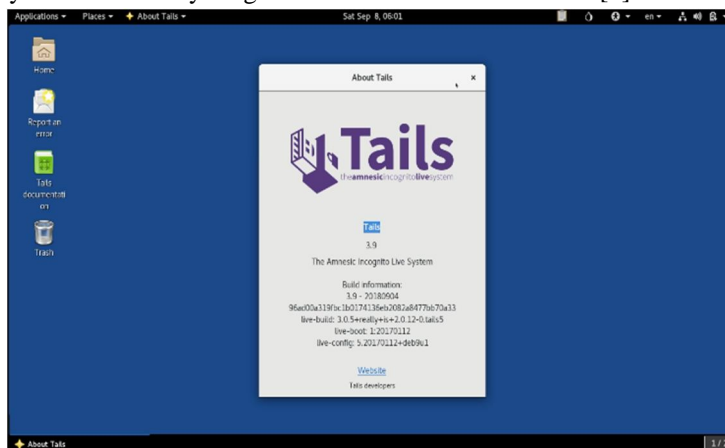 Applications Places About Tails Sat Sep 8, 06:01 en
Home
Report an
error
Tails
documentati
on
Trash
About Tails
Tails
theamnesicincognitolivesystem
Tails
3.9
The Amnesic Incognito Live System
Build information:
3.9 - 20180904
live-build: 3.0.5+really+is+2.0.12-0.tails5
live-boot: 1:20170112
live-config: 5.20170112+deb9u1
Website
Tails developers
About Tails